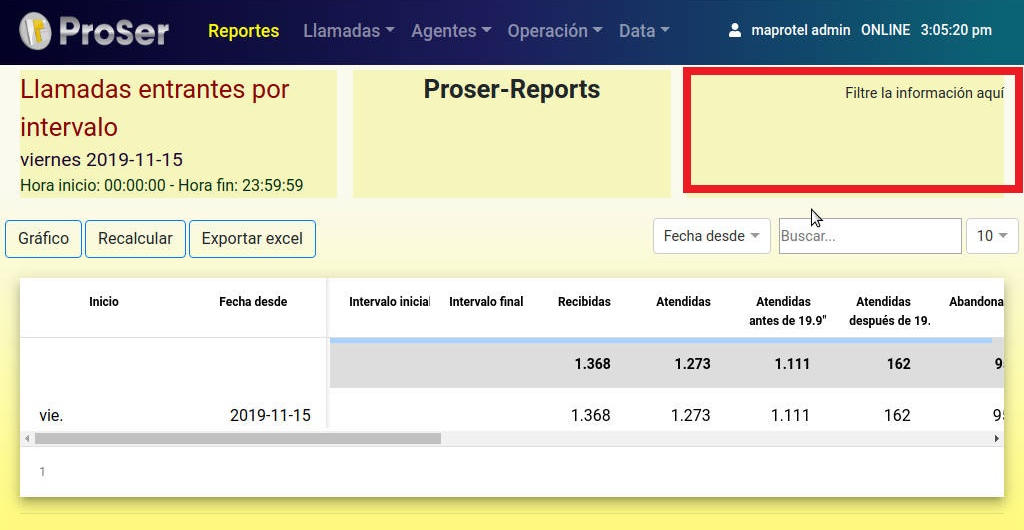 ProSer Reportes Llamadas Agentes Operación Data maprotel admin ONLINE 3:05:20 pm
Llamadas entrantes por
intervalo
viernes 2019-11-15
Hora inicio: 00:00:00 - Hora fin: 23:59:59
Proser-Reports
Filtre la información aquí
Gráfico Recalcular Exportar excel Fecha desde Buscar... 10
Inicio Fecha desde Intervalo inicial Intervalo final Recibidas Atendidas Atendidas Atendidas Abandona
antes de 19.9" después de 19.
1.368 1.273 1.111 162 9
vie. 2019-11-15 1.368 1.273 1.111 162 95
1